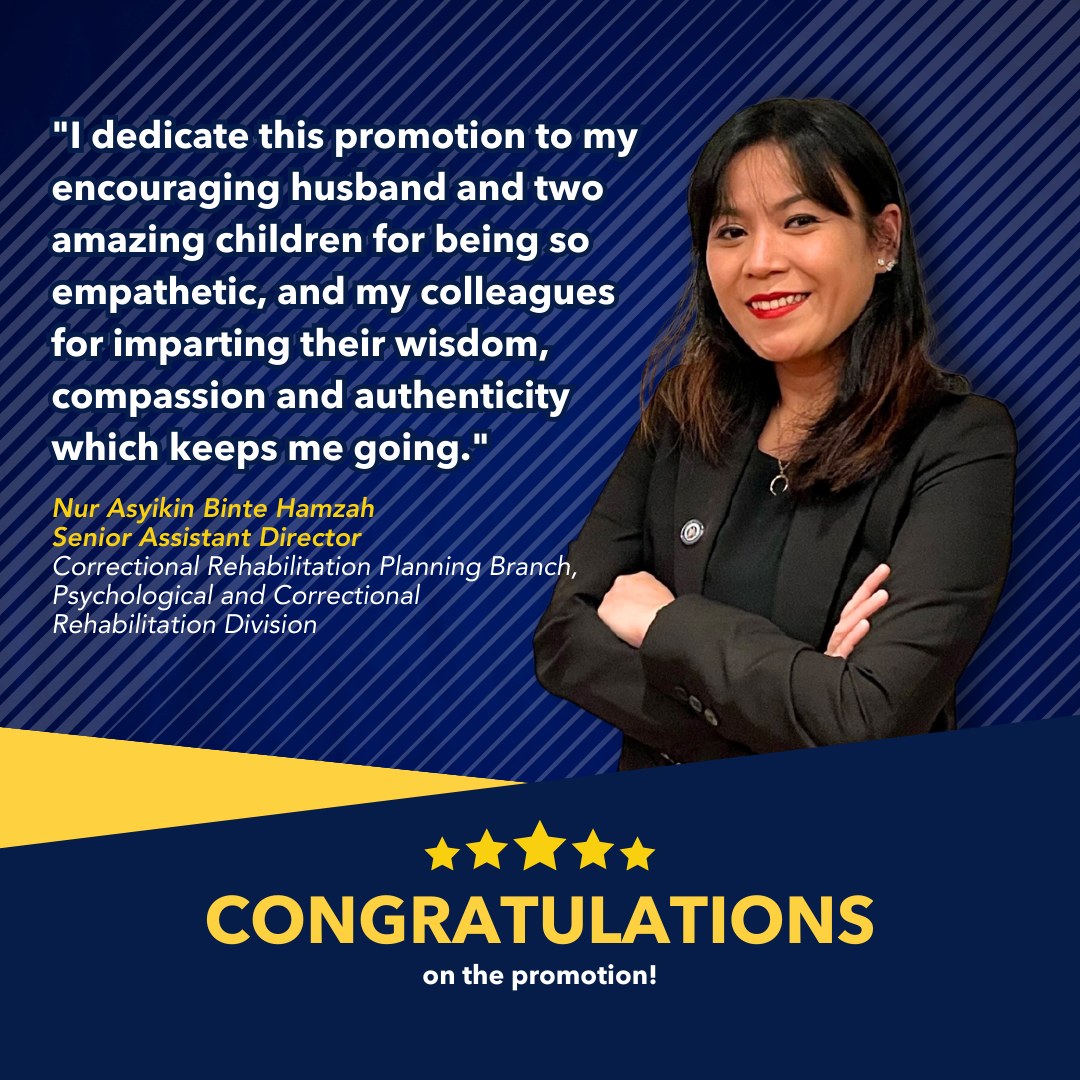 "I dedicate this promotion to my
encouraging husband and two
amazing children for being so
empathetic, and my colleagues
for imparting their wisdom,
compassion and authenticity
which keeps me going."
Nur Asyikin Binte Hamzah
Senior Assistant Director
Correctional Rehabilitation Planning Branch,
Psychological and Correctional
Rehabilitation Division
CONGRATULATIONS
on the promotion!